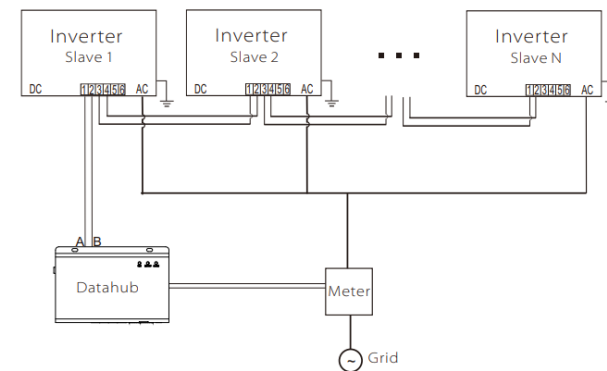 Inverter
Slave 1
DC
1 2 3 4 5 6
AC
Inverter
Slave 2
DC
1 2 3 4 5 6
AC
Inverter
Slave N
DC
1 2 3 4 5 6
AC
A B
Datahub
Meter
~
Grid